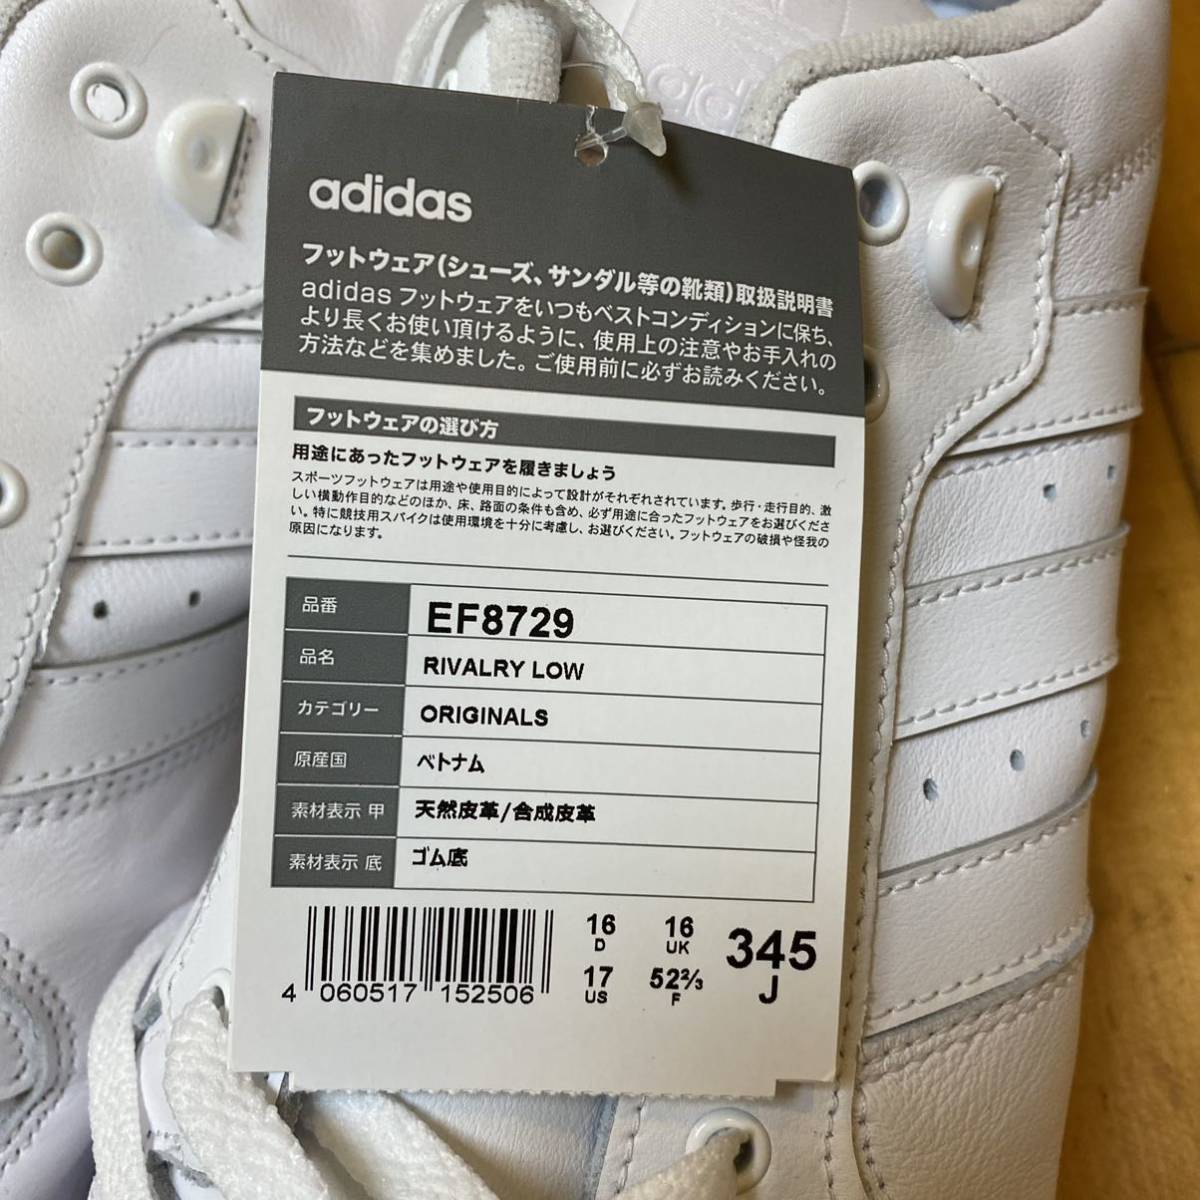 adidas
フットウェア(シューズ、サンダル等の靴類)取扱説明書
adidas フットウェアをいつもベストコンディションに保ち、
より長くお使い頂けるように、使用上の注意やお手入れの
方法などを集めました。ご使用前に必ずお読みください。
フットウェアの選び方
用途にあったフットウェアを履きましょう
スポーツフットウェアは用途や使用目的によって設計がそれぞれされています。歩行・走行目的、激
しい横動作目的などのほか、床、路面の条件も含め、必ず用途に合ったフットウェアをお選びくださ
い。特に競技用スパイクは使用環境を十分に考慮し、お選びください。フットウェアの破損や怪我の
原因になります。
品番 EF8729
品名 RIVALRY LOW
カテゴリー ORIGINALS
原産国 ベトナム
素材表示 甲 天然皮革/合成皮革
素材表示 底 ゴム底
16 D 16 UK 345 J
17 US 52⅔ F
4 060517 152506
adidas